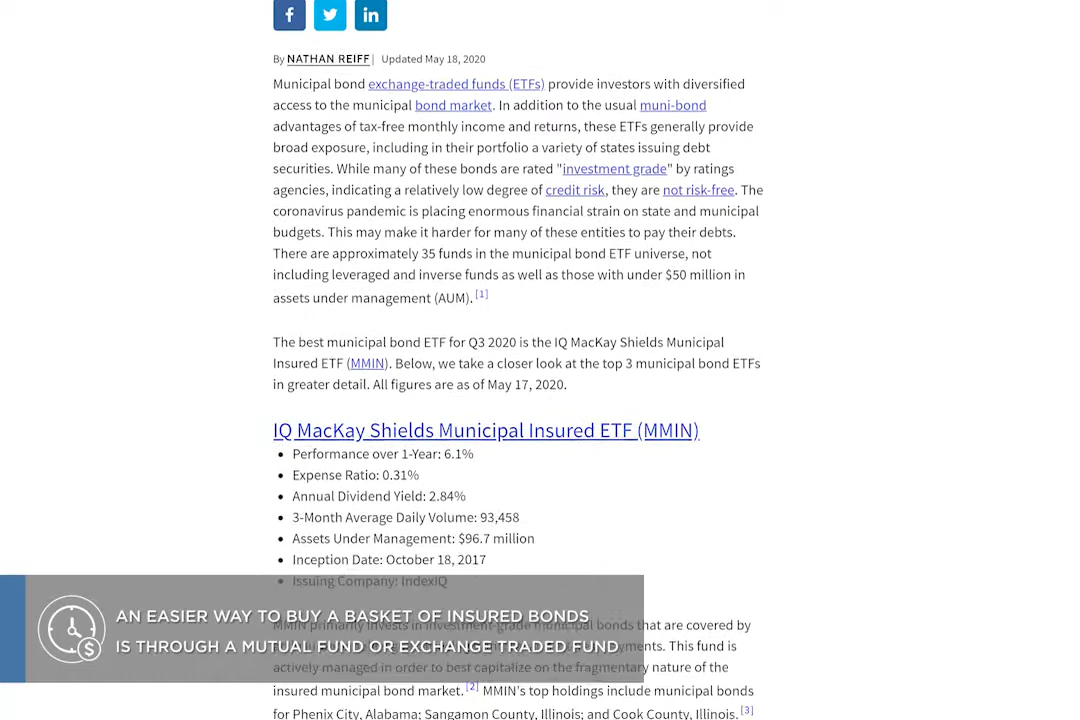 f in
By NATHAN REIFF | Updated May 18, 2020
Municipal bond exchange-traded funds (ETFs) provide investors with diversified
access to the municipal bond market. In addition to the usual muni-bond
advantages of tax-free monthly income and returns, these ETFs generally provide
broad exposure, including in their portfolio a variety of states issuing debt
securities. While many of these bonds are rated "investment grade" by ratings
agencies, indicating a relatively low degree of credit risk, they are not risk-free. The
coronavirus pandemic is placing enormous financial strain on state and municipal
budgets. This may make it harder for many of these entities to pay their debts.
There are approximately 35 funds in the municipal bond ETF universe, not
including leveraged and inverse funds as well as those with under $50 million in
assets under management (AUM). [1]
The best municipal bond ETF for Q3 2020 is the IQ MacKay Shields Municipal
Insured ETF (MMIN). Below, we take a closer look at the top 3 municipal bond ETFs
in greater detail. All figures are as of May 17, 2020.
IQ MacKay Shields Municipal Insured ETF (MMIN)
• Performance over 1-Year: 6.1%
• Expense Ratio: 0.31%
• Annual Dividend Yield: 2.84%
• 3-Month Average Daily Volume: 93,458
• Assets Under Management: $96.7 million
• Inception Date: October 18, 2017
• Issuing Company: IndexIQ
AN EASIER WAY TO BUY A BASKET OF INSURED BONDS
IS THROUGH A MUTUAL FUND OR EXCHANGE TRADED FUND
$
MMIN primarily invests in investment-grade municipal bonds that are covered by
This fund is
actively managed in order to best capitalize on the fragmentary nature of the
insured municipal bond market. [2] MMIN's top holdings include municipal bonds
for Phenix City, Alabama; Sangamon County, Illinois; and Cook County, Illinois. [3]